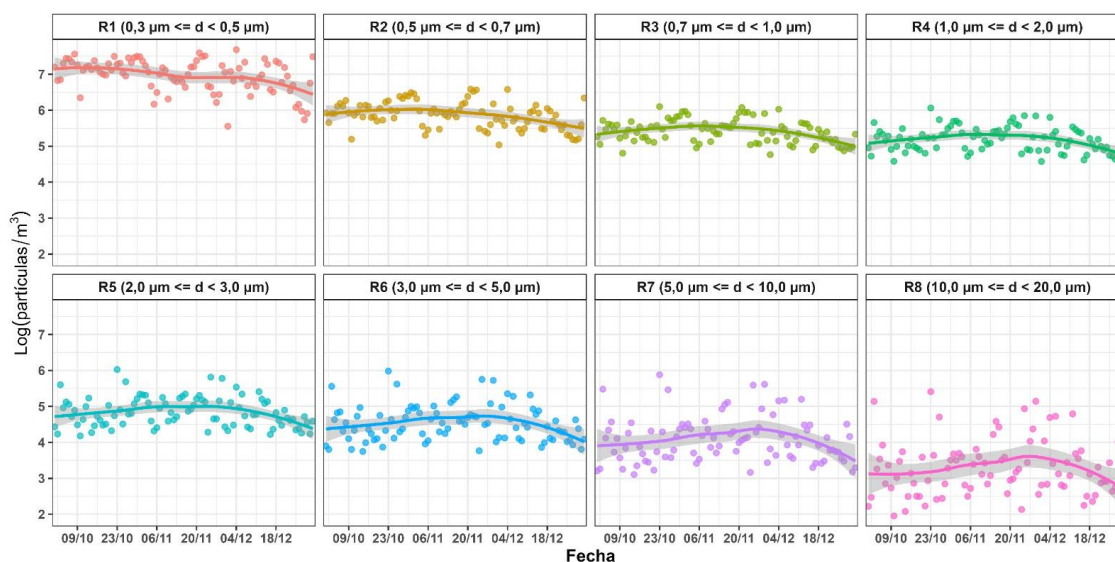 R1 (0,3 µm <= d < 0,5 µm)
R2 (0,5 µm <= d < 0,7 µm)
R3 (0,7 µm <= d < 1,0 µm)
R4 (1,0 µm <= d < 2,0 µm)
7
6
5
4
3
2
R5 (2,0 µm <= d < 3,0 µm)
R6 (3,0 µm <= d < 5,0 µm)
R7 (5,0 µm <= d < 10,0 µm)
R8 (10,0 µm <= d < 20,0 µm)
7
6
5
4
3
2
Log(partículas/m³)
09/10 23/10 06/11 20/11 04/12 18/12
09/10 23/10 06/11 20/11 04/12 18/12
09/10 23/10 06/11 20/11 04/12 18/12
09/10 23/10 06/11 20/11 04/12 18/12
Fecha